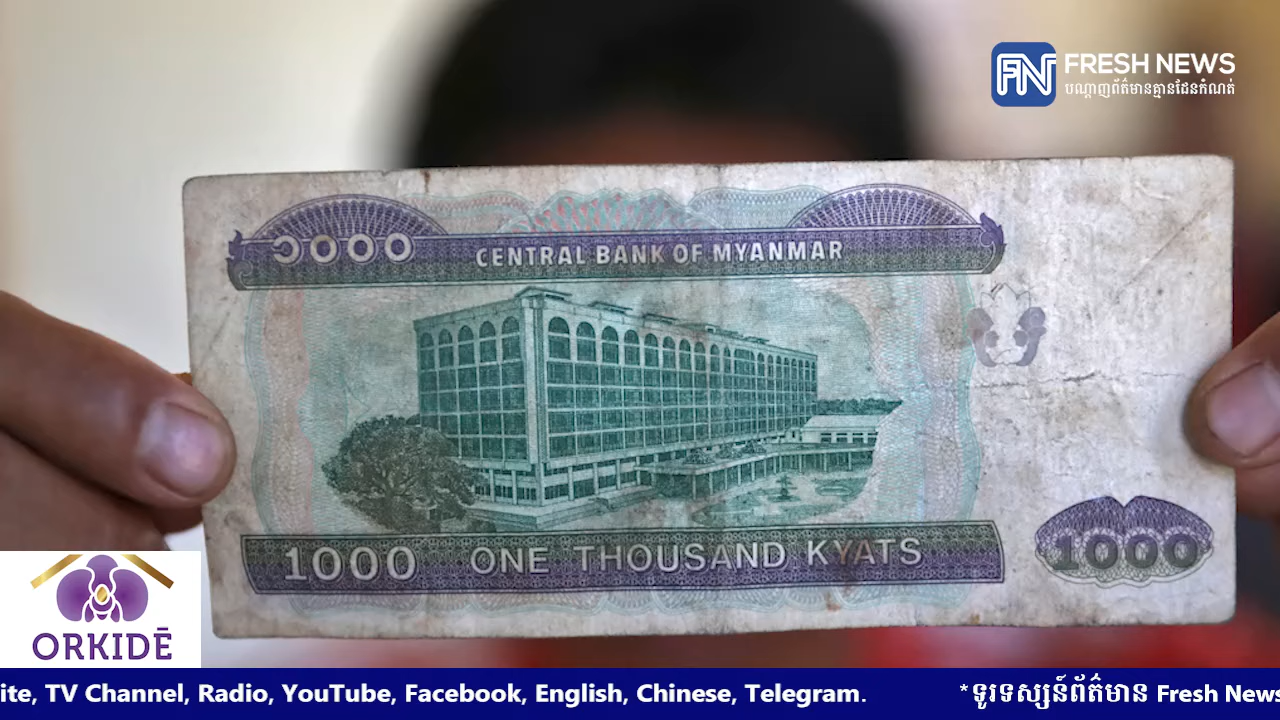 FRESH NEWS
បណ្ដាញព័ត៌មានគ្មានដែនកំណត់
၁၀၀၀
CENTRAL BANK OF MYANMAR
1000 ONE THOUSAND KYATS
1000
ORKIDĒ
ite, TV Channel, Radio, YouTube, Facebook, English, Chinese, Telegram. *ទូរទស្សន៍ព័ត៌មាន Fresh News